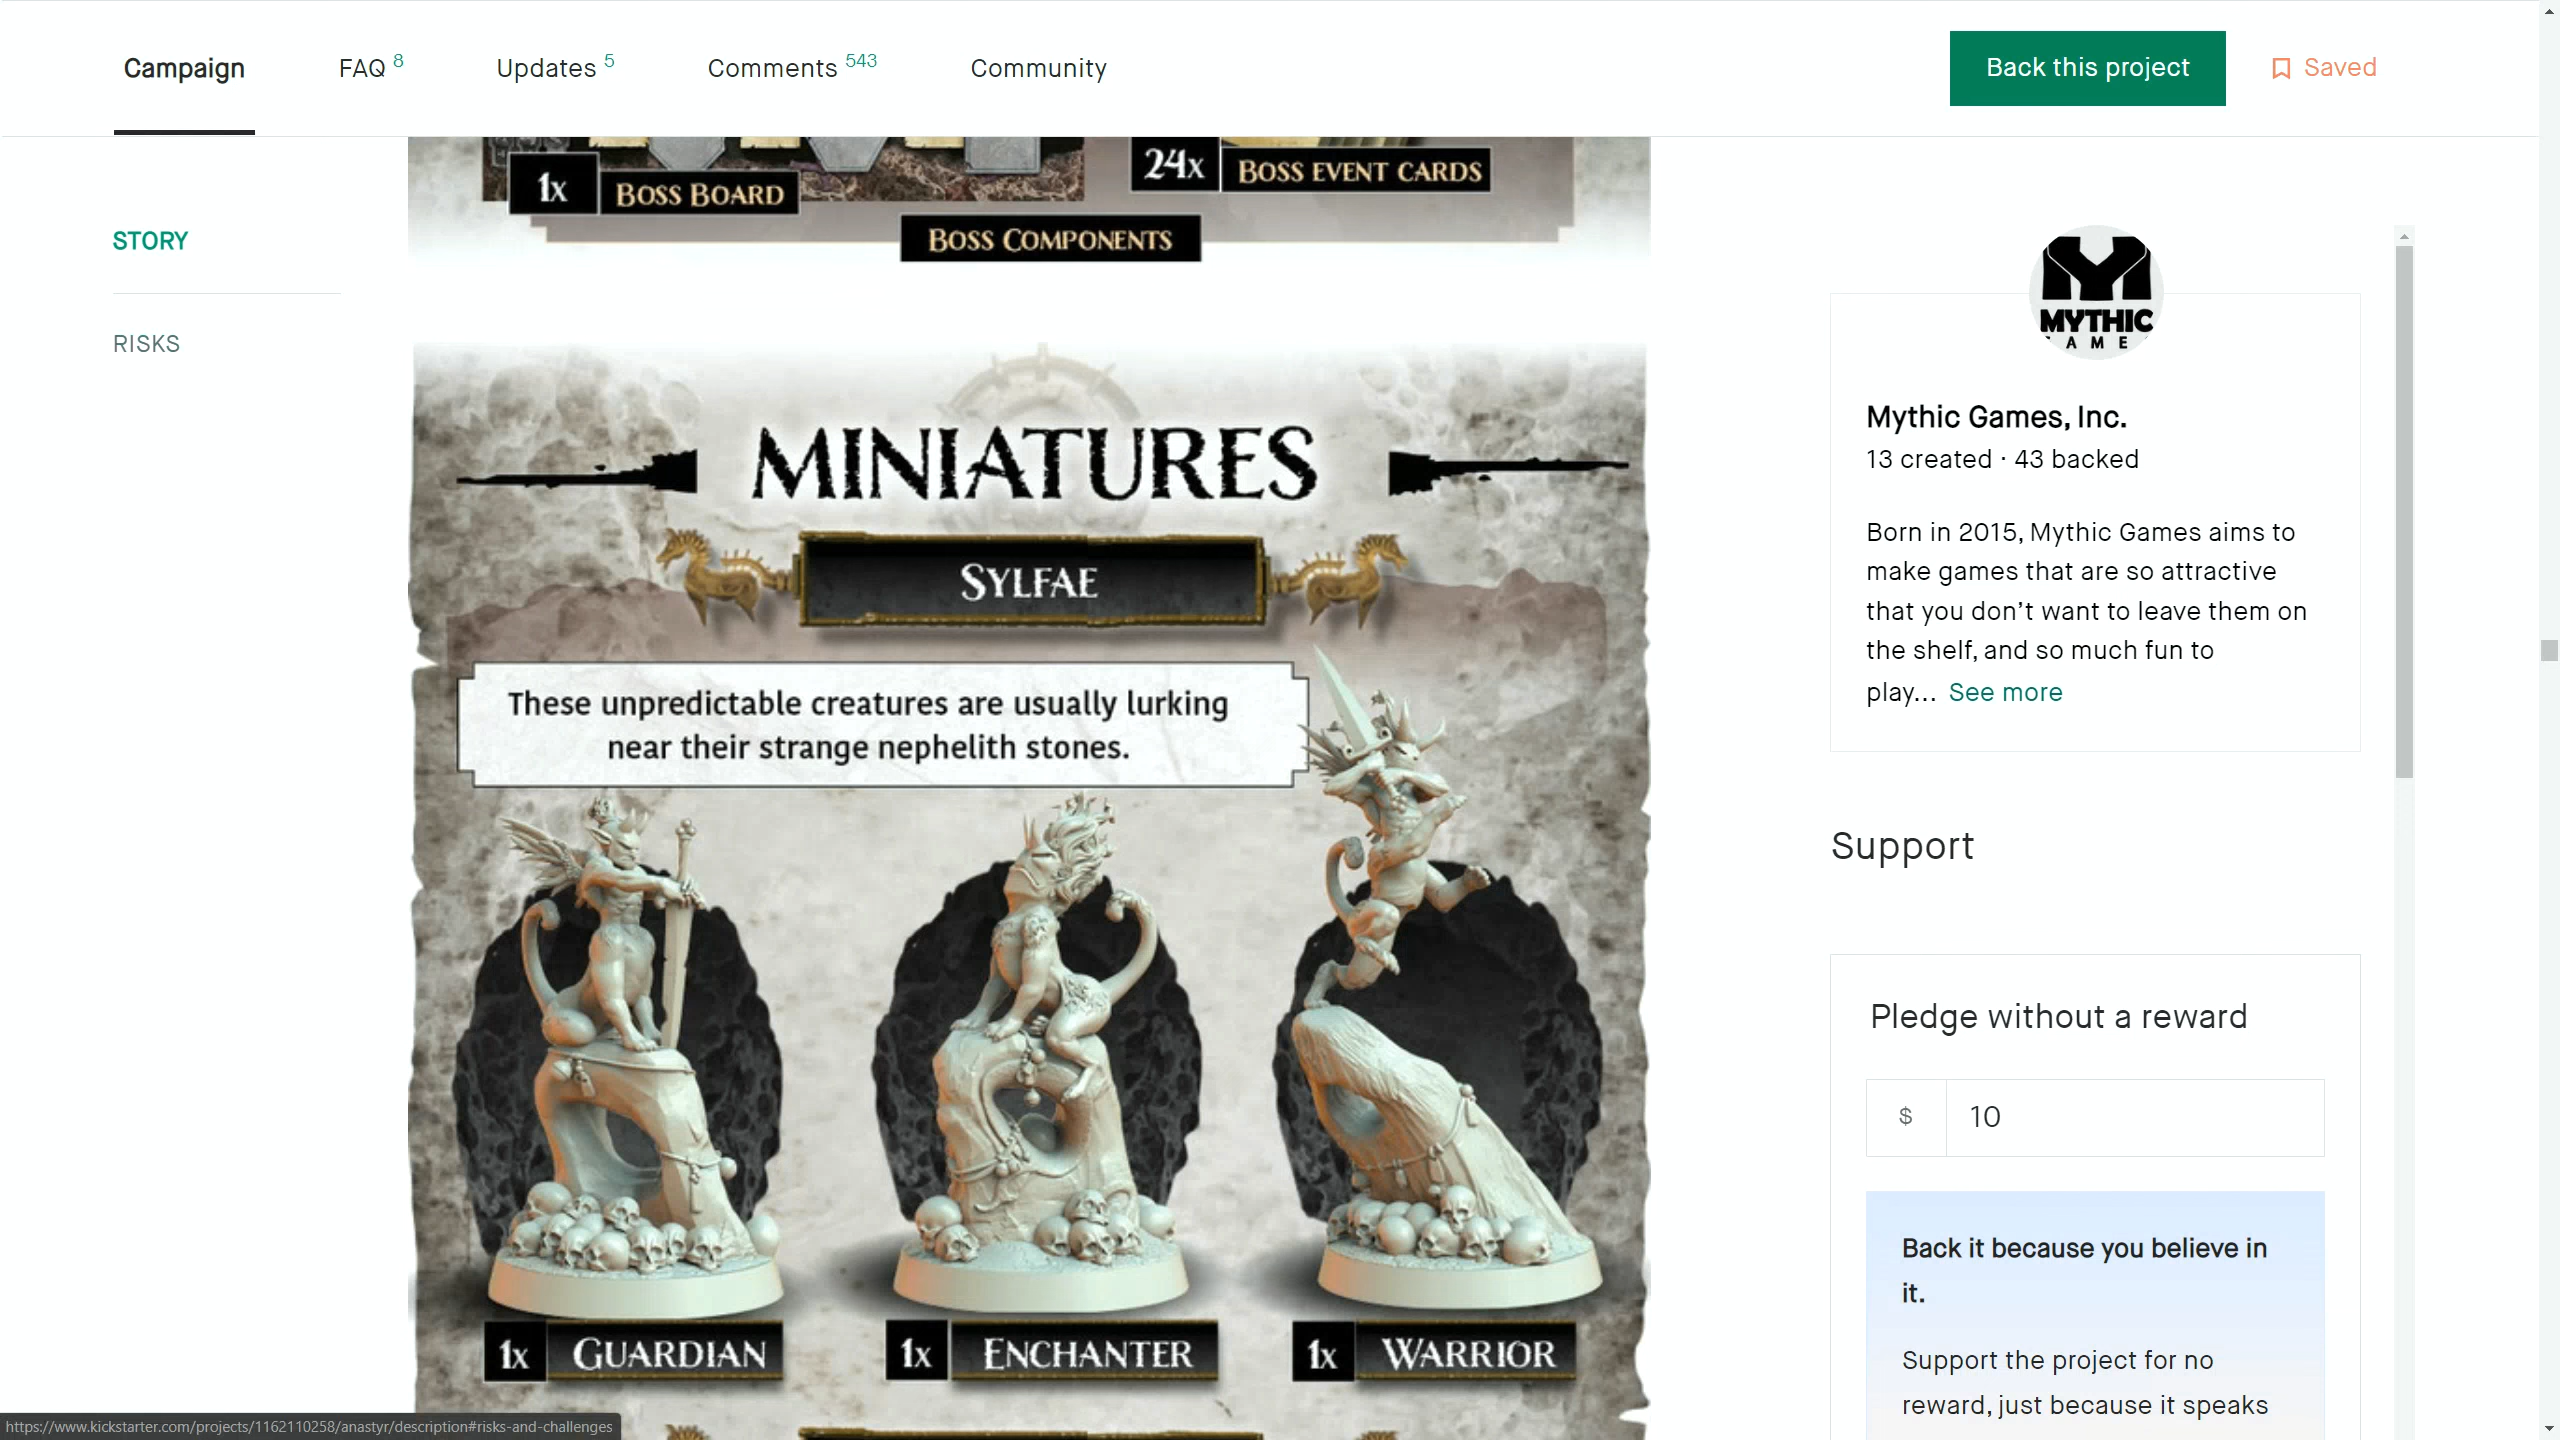 Campaign
FAQ 8
Updates 5
Comments 543
Community
Back this project
Saved
STORY
RISKS
1x BOSS BOARD
24x BOSS EVENT CARDS
BOSS COMPONENTS
MINIATURES
SYLFAE
These unpredictable creatures are usually lurking
near their strange nephelith stones.
1x GUARDIAN
1x ENCHANTER
1x WARRIOR
MYTHIC
GAMES
Mythic Games, Inc.
13 created · 43 backed
Born in 2015, Mythic Games aims to
make games that are so attractive
that you don’t want to leave them on
the shelf, and so much fun to
play... See more
Support
Pledge without a reward
$ 10
Back it because you believe in
it.
Support the project for no
reward, just because it speaks
https://www.kickstarter.com/projects/1162110258/anastyr/description#risks-and-challenges